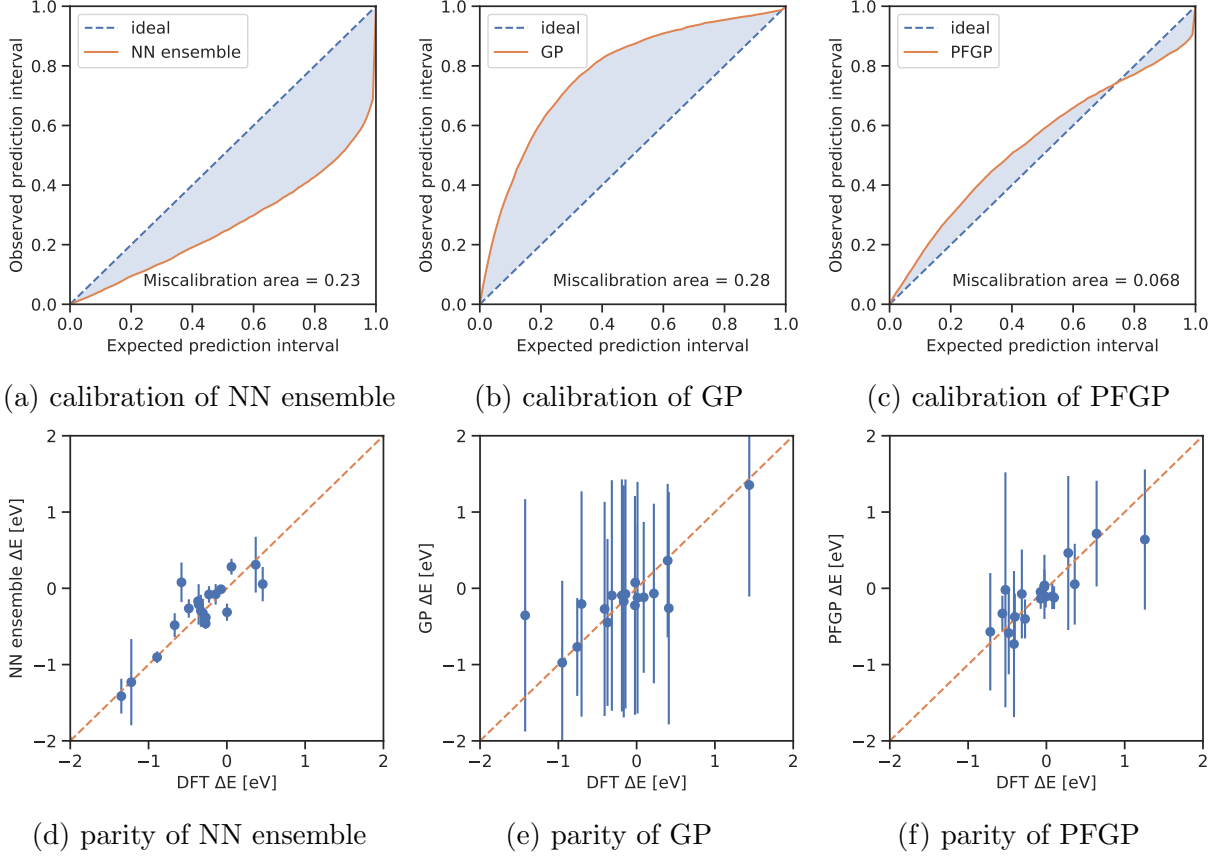 1.0
0.8
0.6
0.4
0.2
0.0
Observed prediction interval
ideal
NN ensemble
Miscalibration area = 0.23
0.0 0.2 0.4 0.6 0.8 1.0
Expected prediction interval
(a) calibration of NN ensemble
1.0
0.8
0.6
0.4
0.2
0.0
Observed prediction interval
ideal
GP
Miscalibration area = 0.28
0.0 0.2 0.4 0.6 0.8 1.0
Expected prediction interval
(b) calibration of GP
1.0
0.8
0.6
0.4
0.2
0.0
Observed prediction interval
ideal
PFGP
Miscalibration area = 0.068
0.0 0.2 0.4 0.6 0.8 1.0
Expected prediction interval
(c) calibration of PFGP
2
1
0
−1
−2
NN ensemble ΔE [eV]
−2 −1 0 1 2
DFT ΔE [eV]
(d) parity of NN ensemble
2
1
0
−1
−2
GP ΔE [eV]
−2 −1 0 1 2
DFT ΔE [eV]
(e) parity of GP
2
1
0
−1
−2
PFGP ΔE [eV]
−2 −1 0 1 2
DFT ΔE [eV]
(f) parity of PFGP